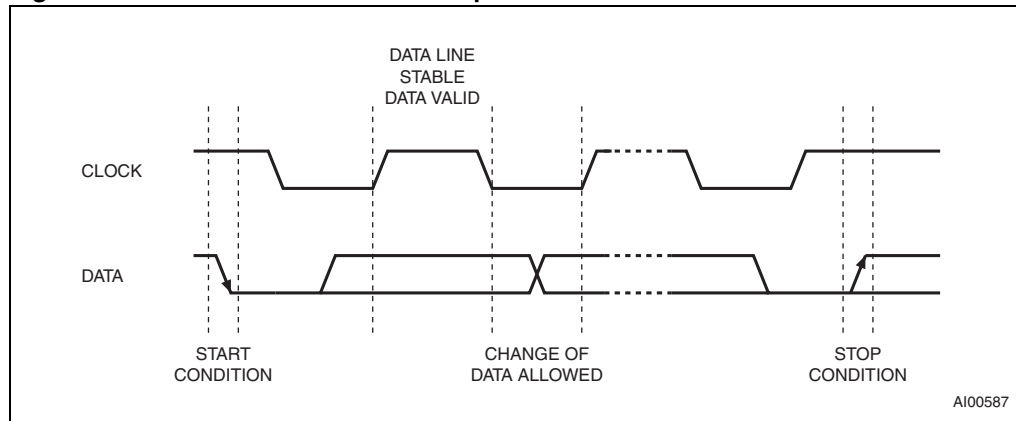 DATA LINE
STABLE
DATA VALID
CLOCK
DATA
START
CONDITION
CHANGE OF
DATA ALLOWED
STOP
CONDITION
AI00587